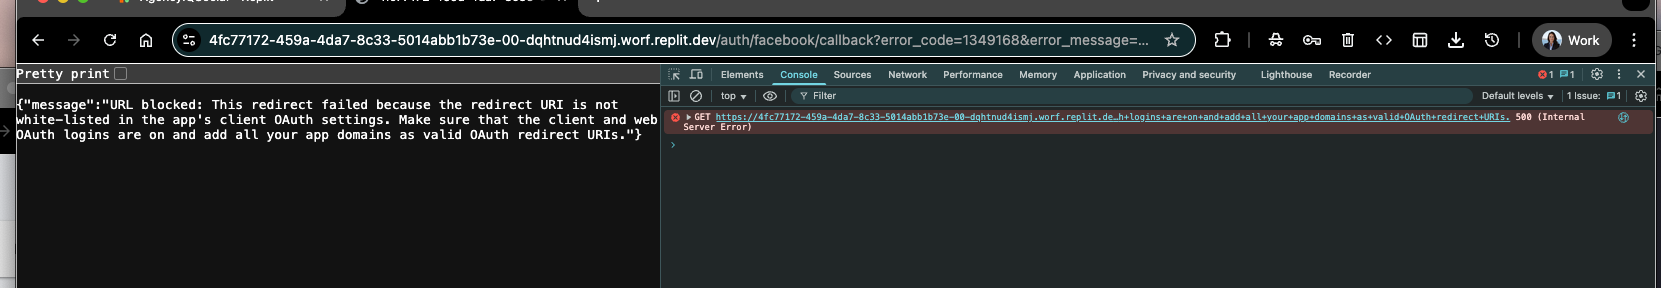 4fc77172-459a-4da7-8c33-5014abb1b73e-00-dqhtnud4ismj.worf.replit.dev/auth/facebook/callback?error_code=1349168&error_message=...
Work
Pretty print
Elements Console Sources Network Performance Memory Application Privacy and security Lighthouse Recorder
1 1
top Filter Default levels 1 Issue: 1
{"message":"URL blocked: This redirect failed because the redirect URI is not
white-listed in the app's client OAuth settings. Make sure that the client and web
OAuth logins are on and add all your app domains as valid OAuth redirect URIs."}
GET https://4fc77172-459a-4da7-8c33-5014abb1b73e-00-dqhtnud4ismj.worf.replit.de…h+logins+are+on+and+add+all+your+app+domains+as+valid+OAuth+redirect+URIs. 500 (Internal
Server Error)